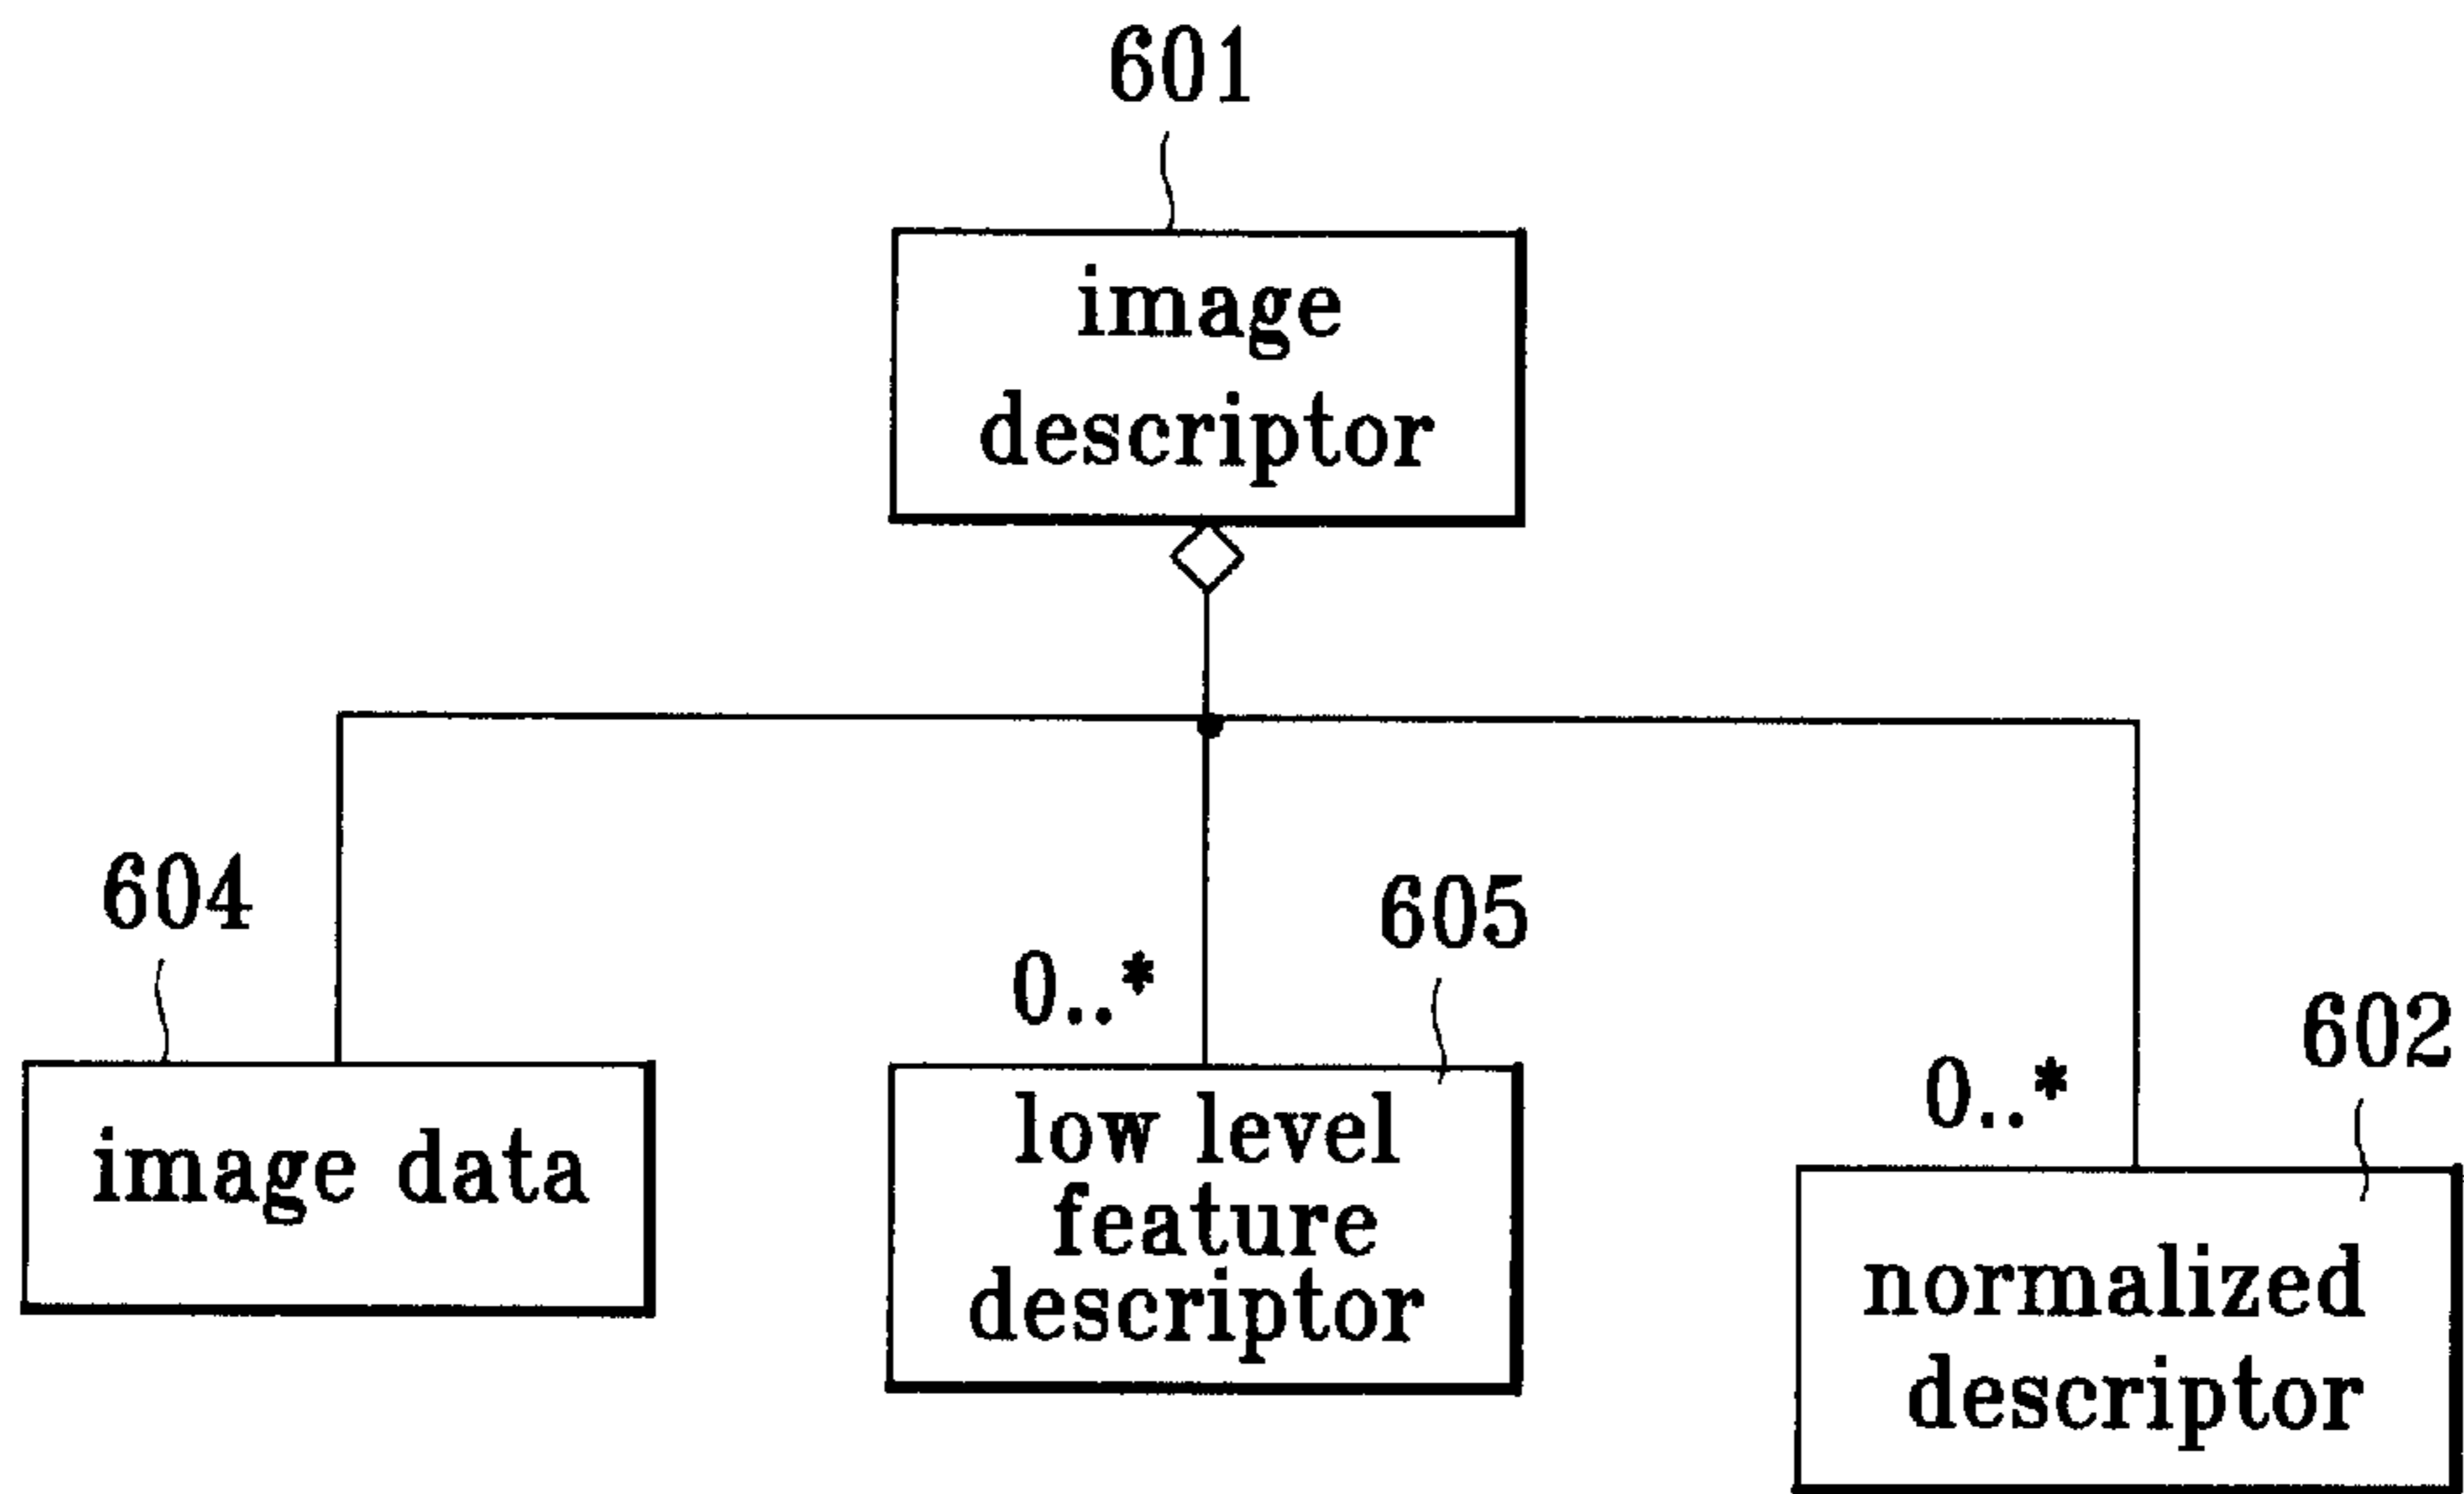 601
image
descriptor
604
image data
0..*
605
low level
feature
descriptor
0..*
602
normalized
descriptor